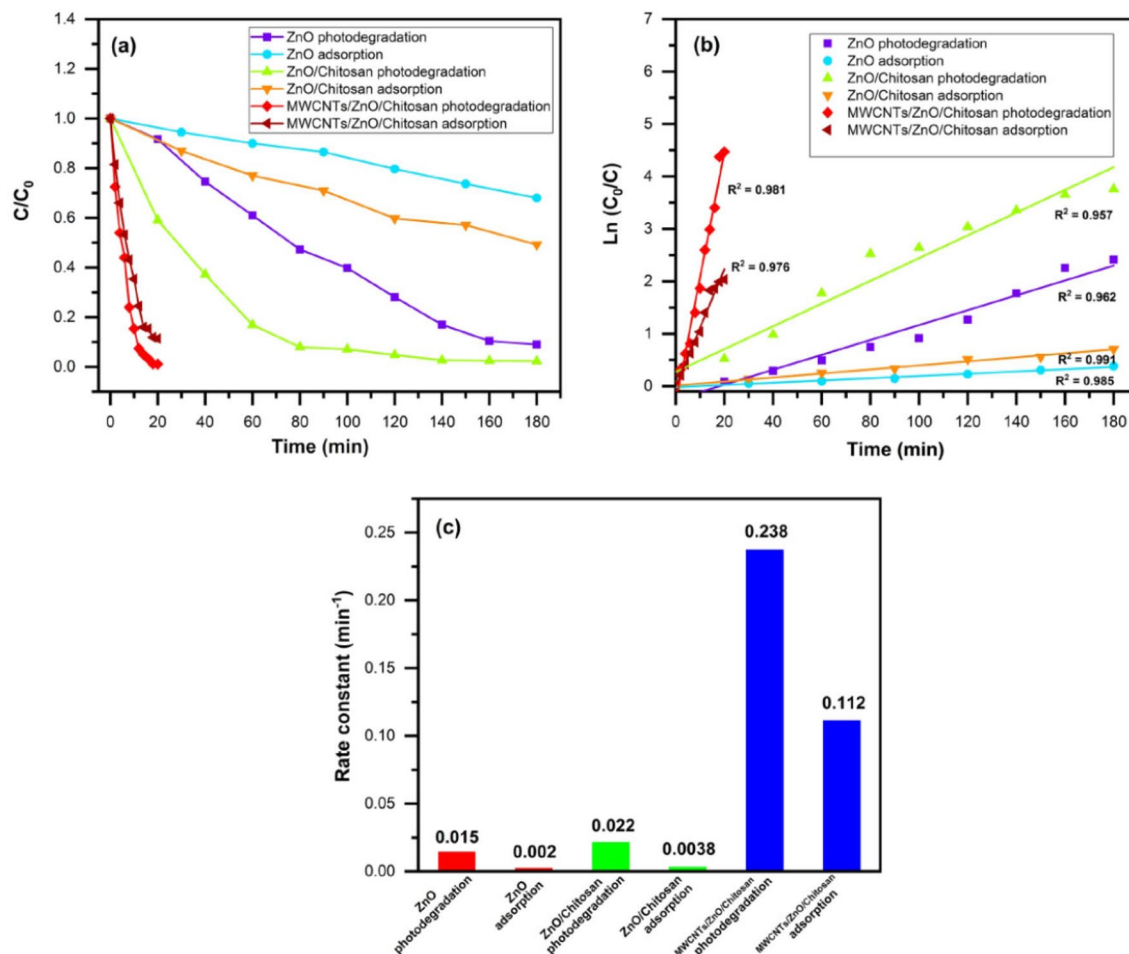 (a)
ZnO photodegradation
ZnO adsorption
ZnO/Chitosan photodegradation
ZnO/Chitosan adsorption
MWCNTs/ZnO/Chitosan photodegradation
MWCNTs/ZnO/Chitosan adsorption
C/C₀
1.4
1.2
1.0
0.8
0.6
0.4
0.2
0.0
0 20 40 60 80 100 120 140 160 180
Time (min)
(b)
ZnO photodegradation
ZnO adsorption
ZnO/Chitosan photodegradation
ZnO/Chitosan adsorption
MWCNTs/ZnO/Chitosan photodegradation
MWCNTs/ZnO/Chitosan adsorption
Ln (C₀/C)
7
6
5
4
3
2
1
0
R² = 0.981
R² = 0.957
R² = 0.976
R² = 0.962
R² = 0.991
R² = 0.985
0 20 40 60 80 100 120 140 160 180
Time (min)
(c)
Rate constant (min⁻¹)
0.25
0.20
0.15
0.10
0.05
0.00
0.015
0.002
0.022
0.0038
0.238
0.112
ZnO
photodegradation
ZnO
adsorption
ZnO/Chitosan
photodegradation
ZnO/Chitosan
adsorption
MWCNTs/ZnO/Chitosan
photodegradation
MWCNTs/ZnO/Chitosan
adsorption